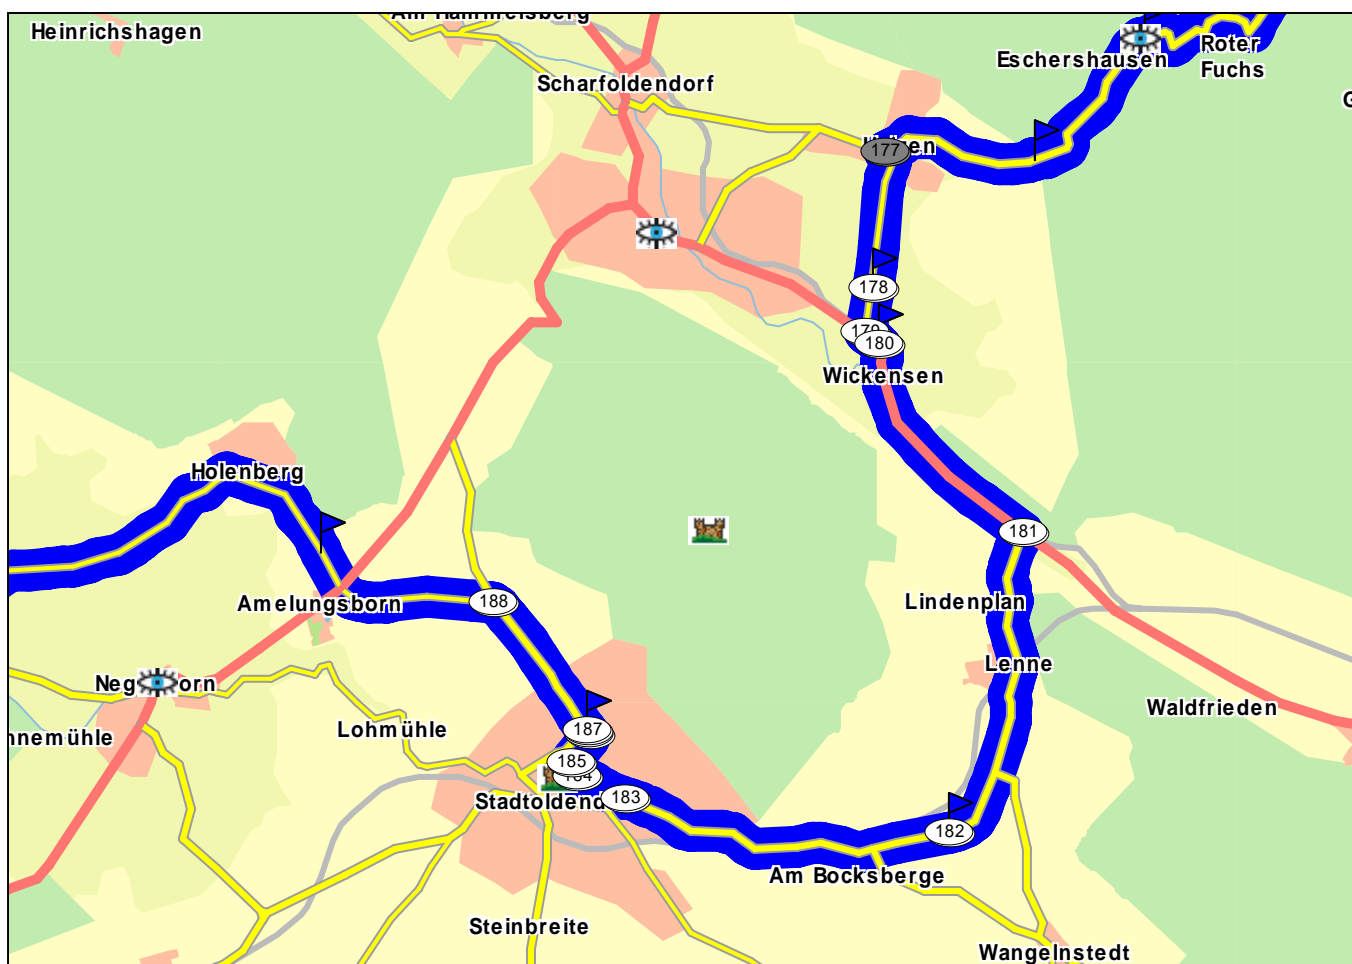 Heinrichshagen
Scharfoldendorf
Eschershausen
Roter
Fuchs
G
177
178
180
Wickensen
Holenberg
181
Amelungsborn
188
Lindenplan
Lenne
Waldfrieden
Lohmühle
187
185
183
Stadtoldend
182
Am Bocksberge
Steinbreite
Wangelnstedt